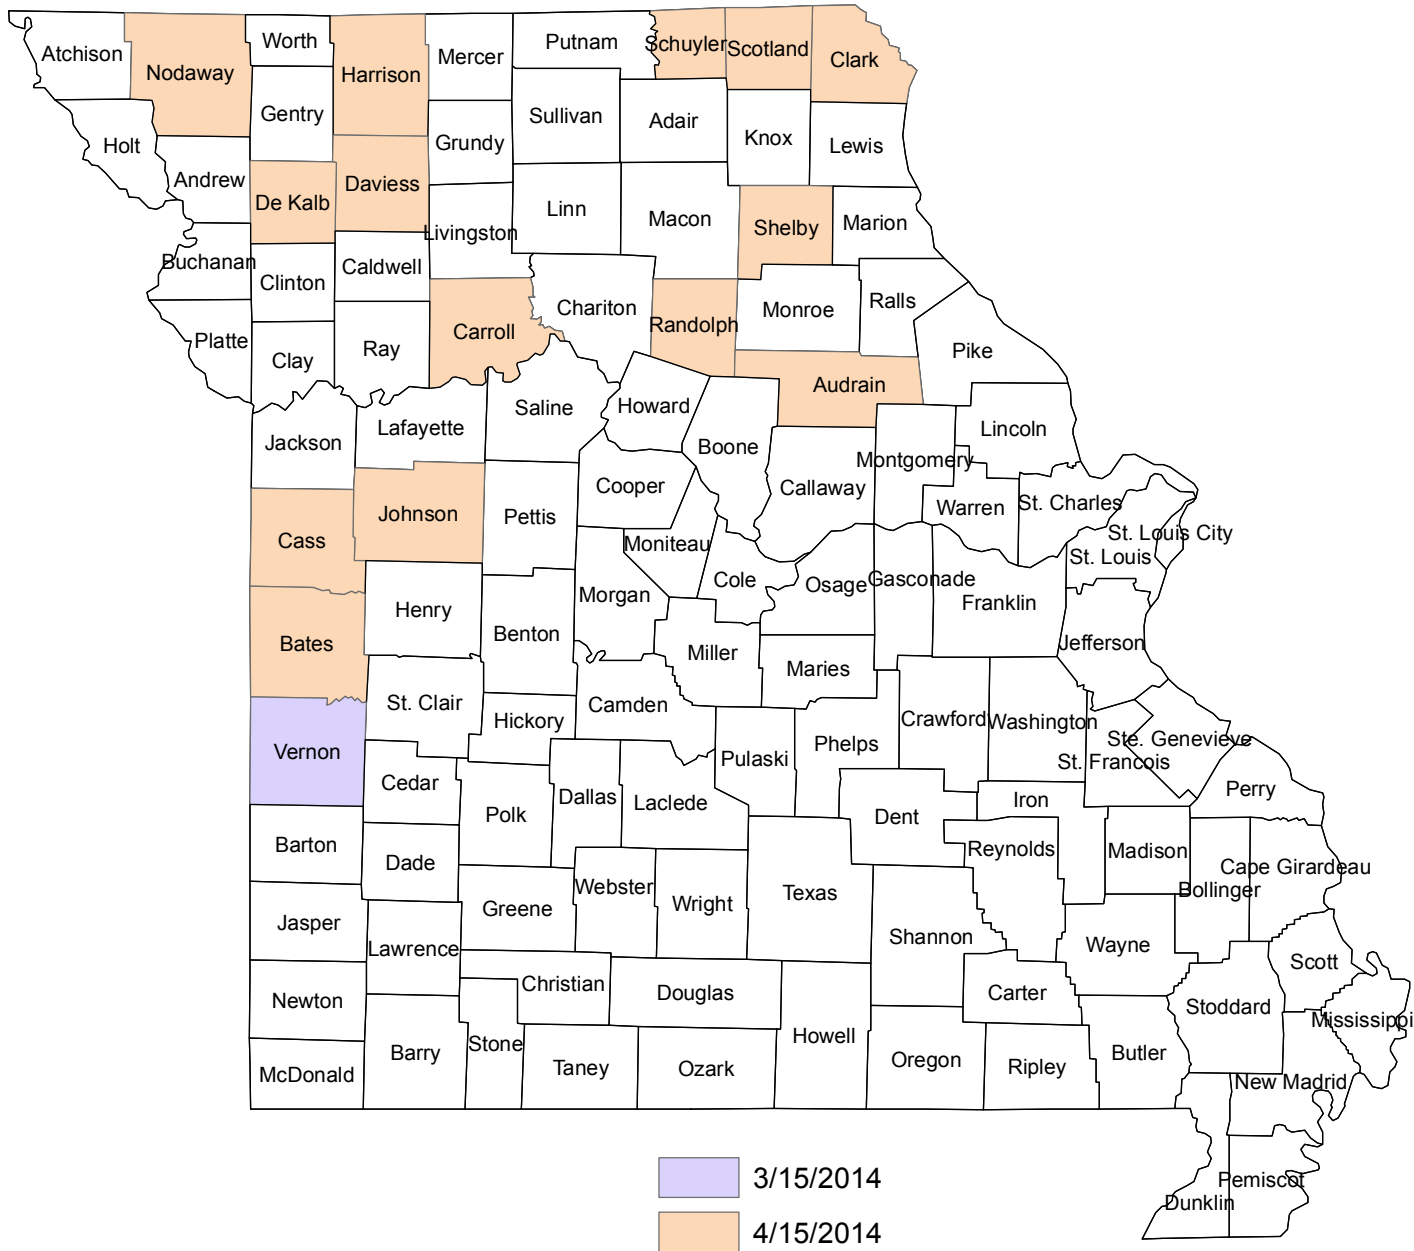 Atchison
Nodaway
Worth
Harrison
Mercer
Putnam
Schuyler
Scotland
Clark
Gentry
Sullivan
Adair
Knox
Lewis
Holt
Andrew
De Kalb
Daviess
Grundy
Livingston
Linn
Macon
Shelby
Marion
Buchanan
Clinton
Caldwell
Chariton
Monroe
Ralls
Platte
Clay
Ray
Carroll
Randolph
Pike
Audrain
Jackson
Lafayette
Saline
Howard
Boone
Lincoln
Montgomery
Callaway
Cooper
Warren
St. Charles
Cass
Johnson
Pettis
Moniteau
St. Louis City
St. Louis
Cole
Osage
Gasconade
Franklin
Morgan
Henry
Benton
Bates
Miller
Maries
Jefferson
St. Clair
Hickory
Camden
Crawford
Washington
Ste. Genevieve
St. Francois
Vernon
Pulaski
Phelps
Cedar
Dallas
Laclede
Polk
Dent
Iron
Perry
Barton
Dade
Reynolds
Madison
Cape Girardeau
Bollinger
Webster
Wright
Texas
Greene
Jasper
Lawrence
Shannon
Wayne
Scott
Newton
Christian
Douglas
Carter
Stoddard
Mississippi
Howell
McDonald
Barry
Stone
Taney
Ozark
Oregon
Ripley
Butler
New Madrid
Pemiscot
Dunklin
3/15/2014
4/15/2014